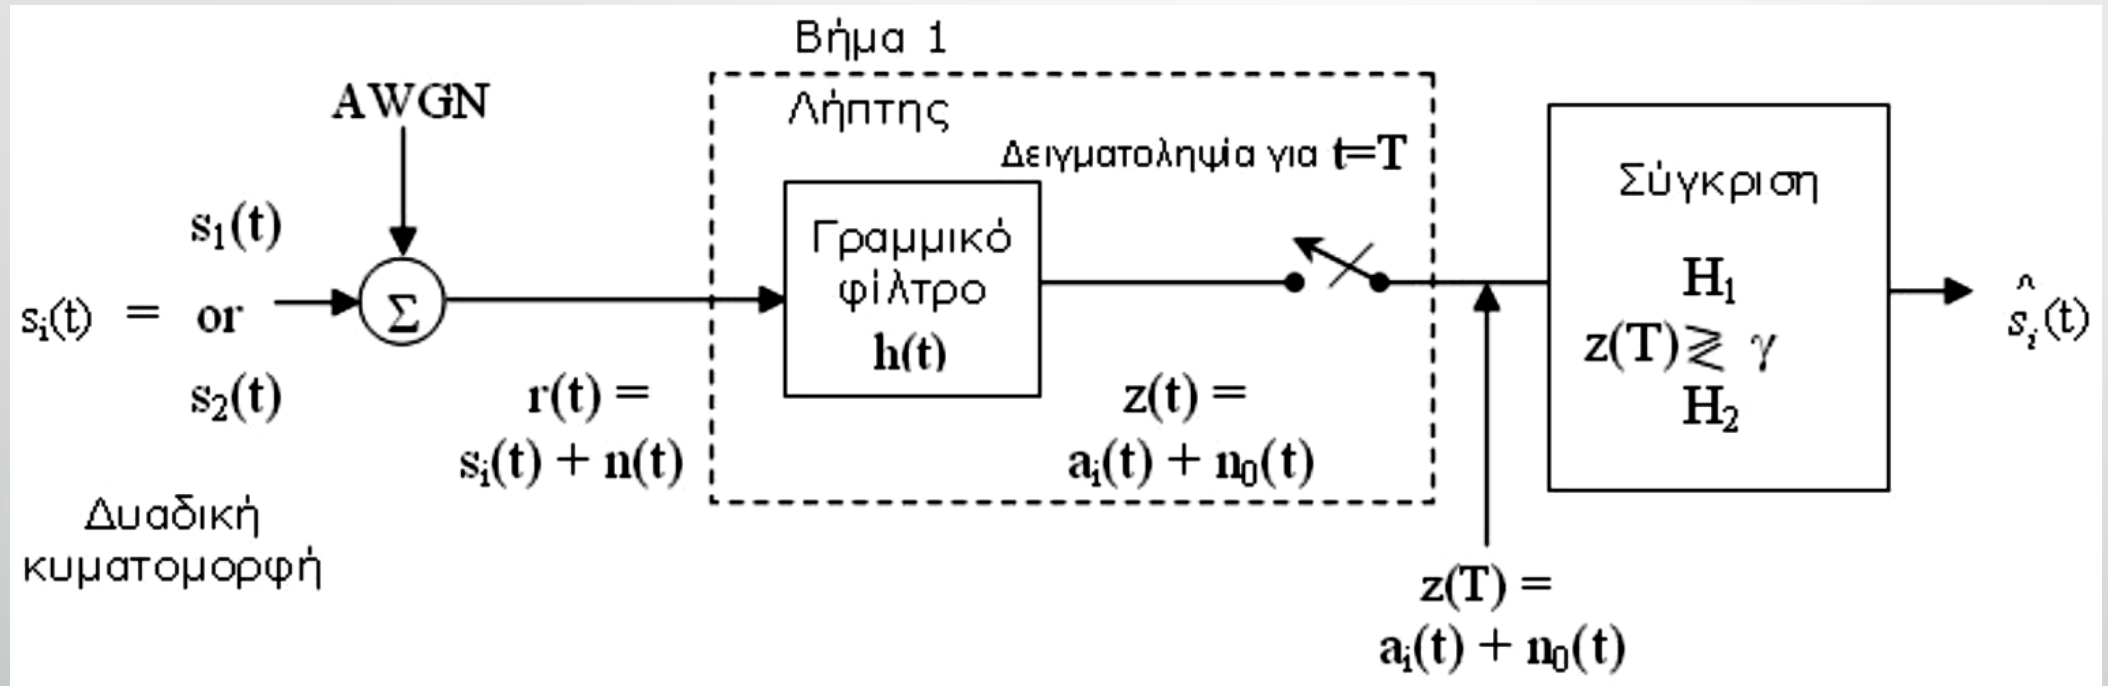 Βήμα 1
AWGN
Λήπτης
Δειγματοληψία για t=T
s₁(t)
sᵢ(t) = or
s₂(t)
Σ
r(t) =
sᵢ(t) + n(t)
Γραμμικό
φίλτρο
h(t)
z(t) =
aᵢ(t) + n₀(t)
Σύγκριση
H₁
z(T) ≷ γ
H₂
ŝᵢ(t)
Δυαδική
κυματομορφή
z(T) =
aᵢ(t) + n₀(t)